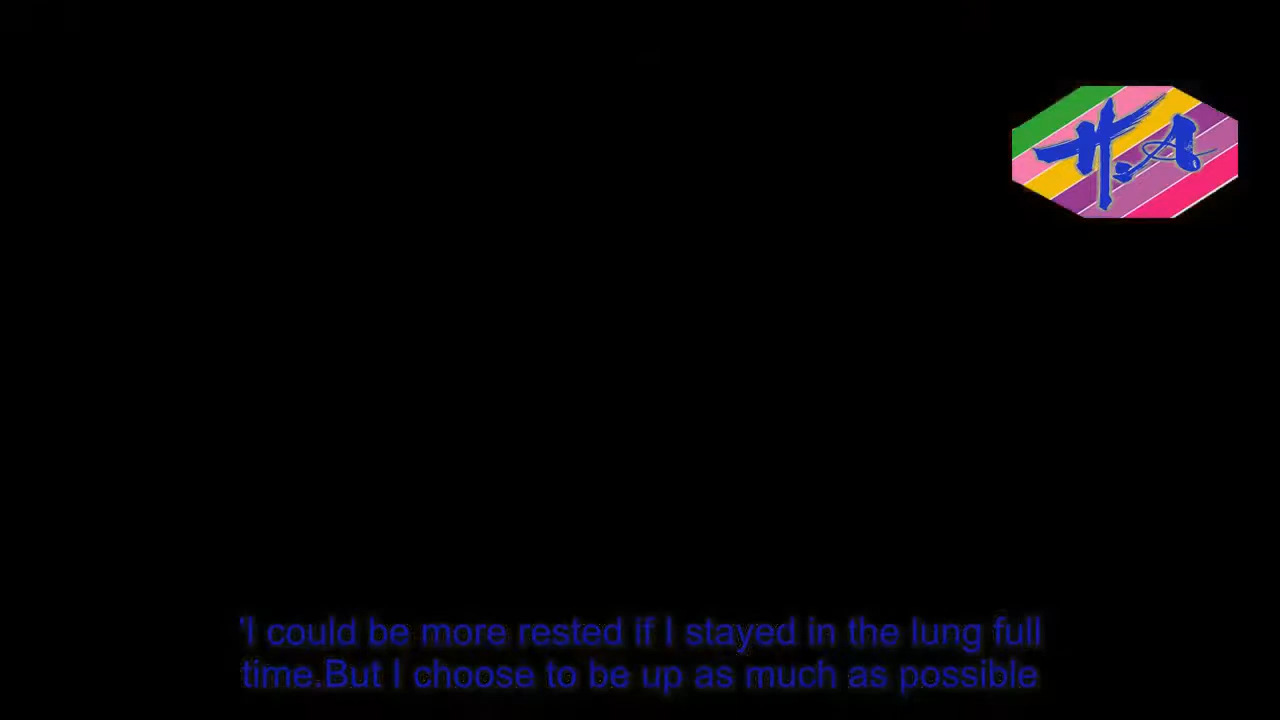 H.A
'I could be more rested if I stayed in the lung full
time.But I choose to be up as much as possible